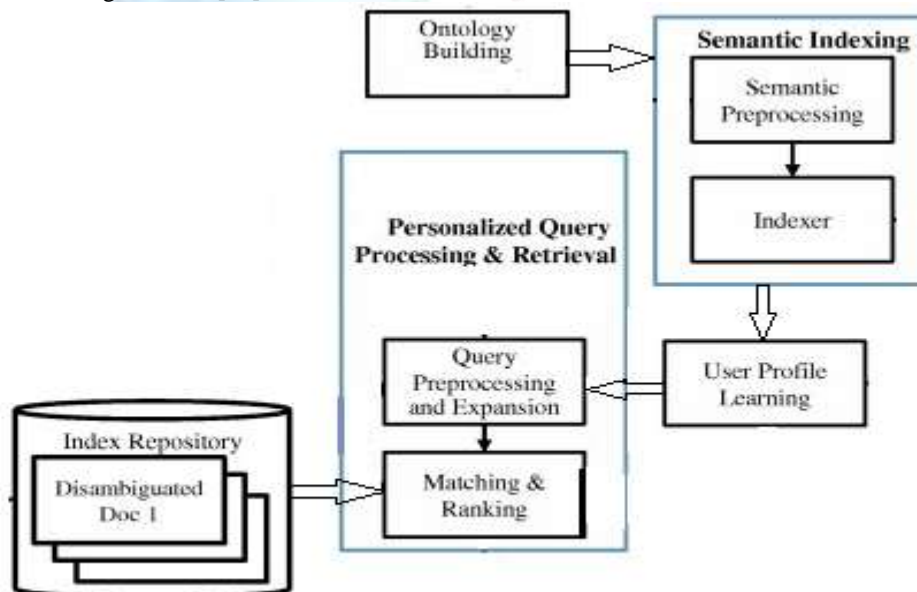 Ontology
Building
Semantic Indexing
Semantic
Preprocessing
Indexer
Personalized Query
Processing & Retrieval
Query
Preprocessing
and Expansion
User Profile
Learning
Matching &
Ranking
Index Repository
Disambiguated
Doc 1